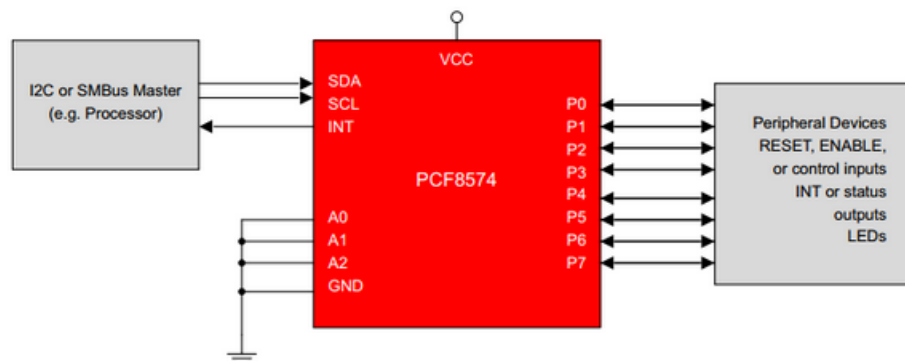 I2C or SMBus Master
(e.g. Processor)
VCC
SDA
SCL
INT
A0
A1
A2
GND
PCF8574
P0
P1
P2
P3
P4
P5
P6
P7
Peripheral Devices
RESET, ENABLE,
or control inputs
INT or status
outputs
LEDs